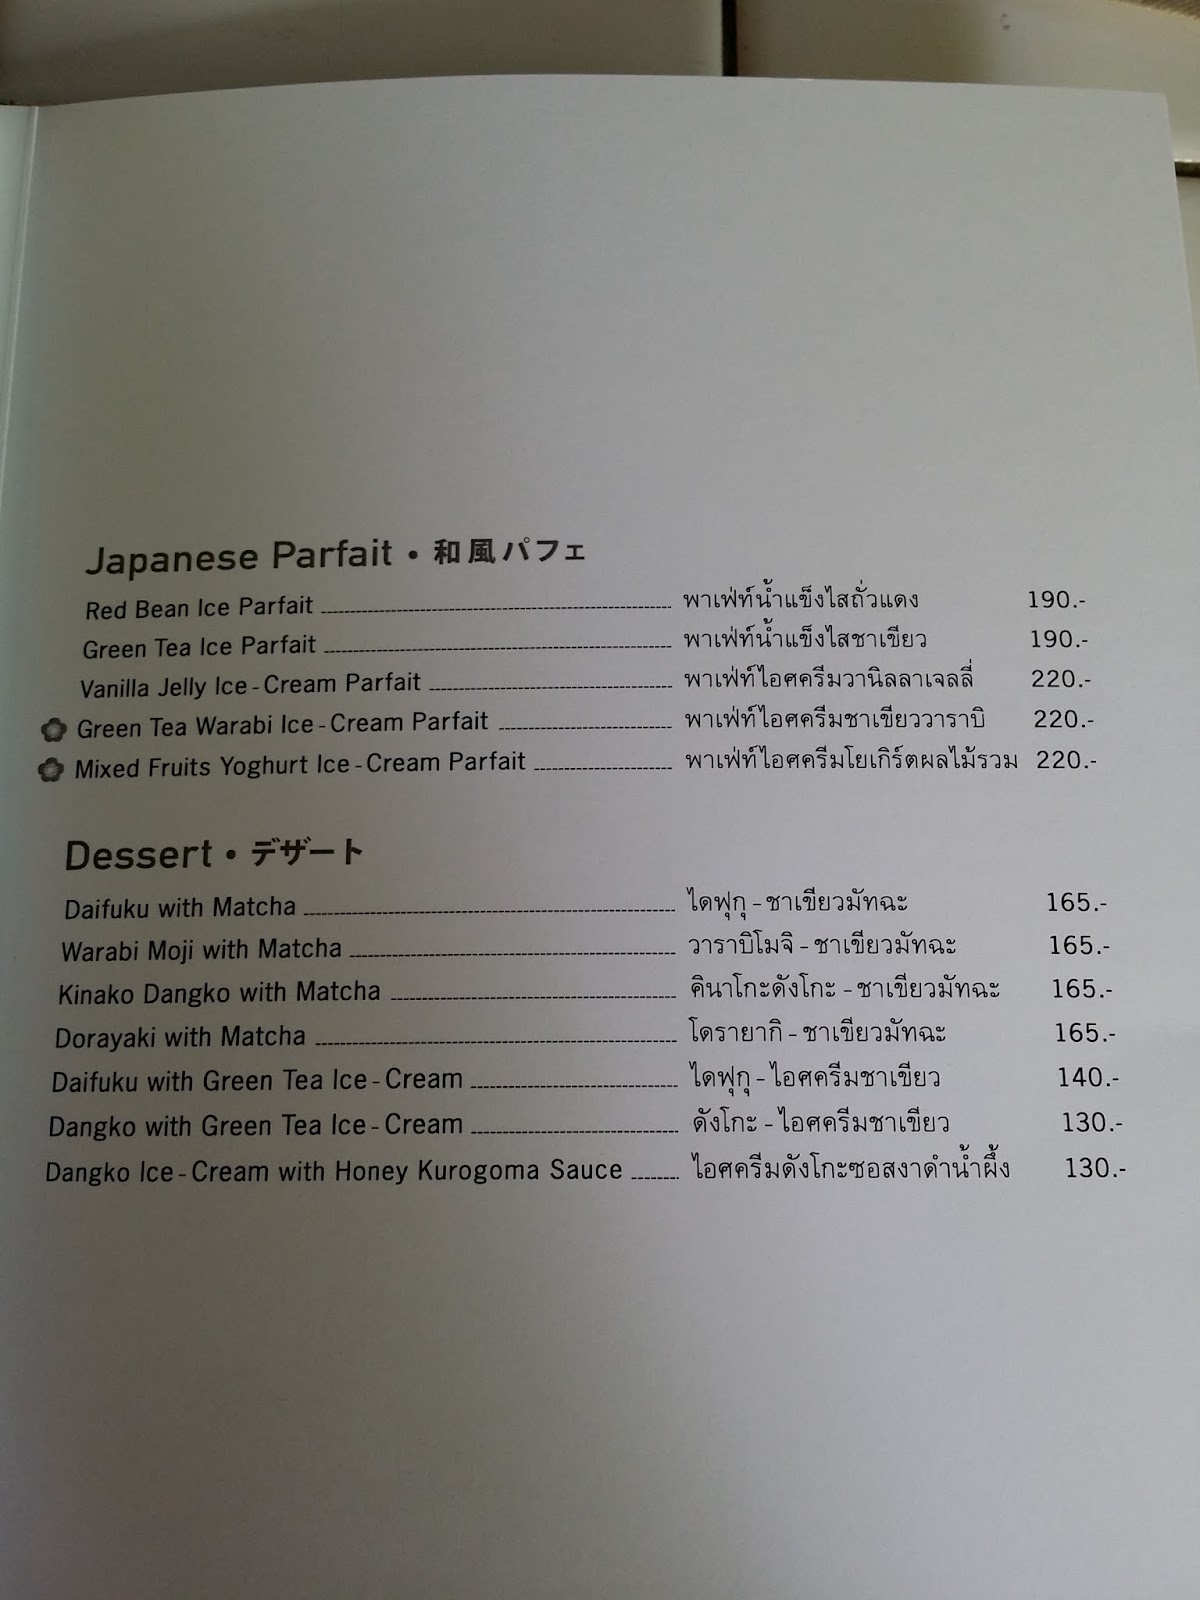 Japanese Parfait • 和風パフェ
Red Bean Ice Parfait พาเฟ่ท์น้ำแข็งไสถั่วแดง 190.-
Green Tea Ice Parfait พาเฟ่ท์น้ำแข็งไสชาเขียว 190.-
Vanilla Jelly Ice-Cream Parfait พาเฟ่ท์ไอศครีมวานิลลาเจลลี่ 220.-
Green Tea Warabi Ice-Cream Parfait พาเฟ่ท์ไอศครีมชาเขียววาราบิ 220.-
Mixed Fruits Yoghurt Ice-Cream Parfait พาเฟ่ท์ไอศครีมโยเกิร์ตผลไม้รวม 220.-
Dessert • デザート
Daifuku with Matcha ไดฟุกุ-ชาเขียวมัทฉะ 165.-
Warabi Moji with Matcha วาราบิโมจิ-ชาเขียวมัทฉะ 165.-
Kinako Dangko with Matcha คินาโกะดังโกะ-ชาเขียวมัทฉะ 165.-
Dorayaki with Matcha โดรายากิ-ชาเขียวมัทฉะ 165.-
Daifuku with Green Tea Ice-Cream ไดฟุกุ-ไอศครีมชาเขียว 140.-
Dangko with Green Tea Ice-Cream ดังโกะ-ไอศครีมชาเขียว 130.-
Dangko Ice-Cream with Honey Kurogoma Sauce ไอศครีมดังโกะซอสงาดำน้ำผึ้ง 130.-